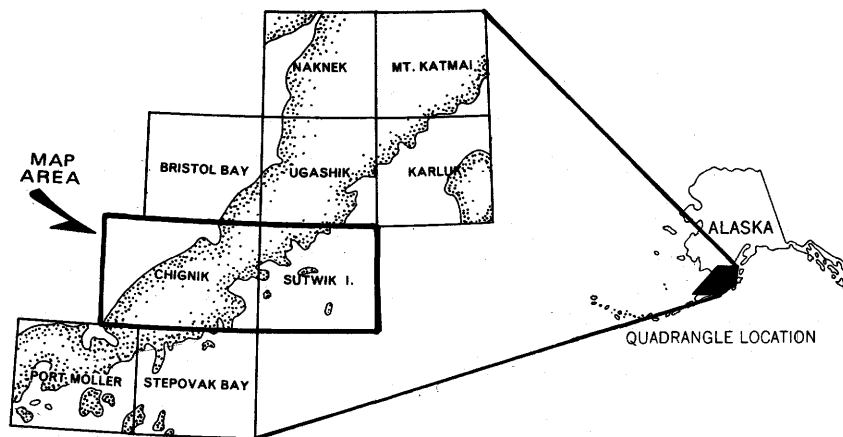 NAKNEK
MT. KATMAI
MAP
AREA
BRISTOL BAY
UGASHIK
KARLUK
ALASKA
CHIGNIK
SUTWIK I.
QUADRANGLE LOCATION
PORT MOLLER
STEPOVAK BAY